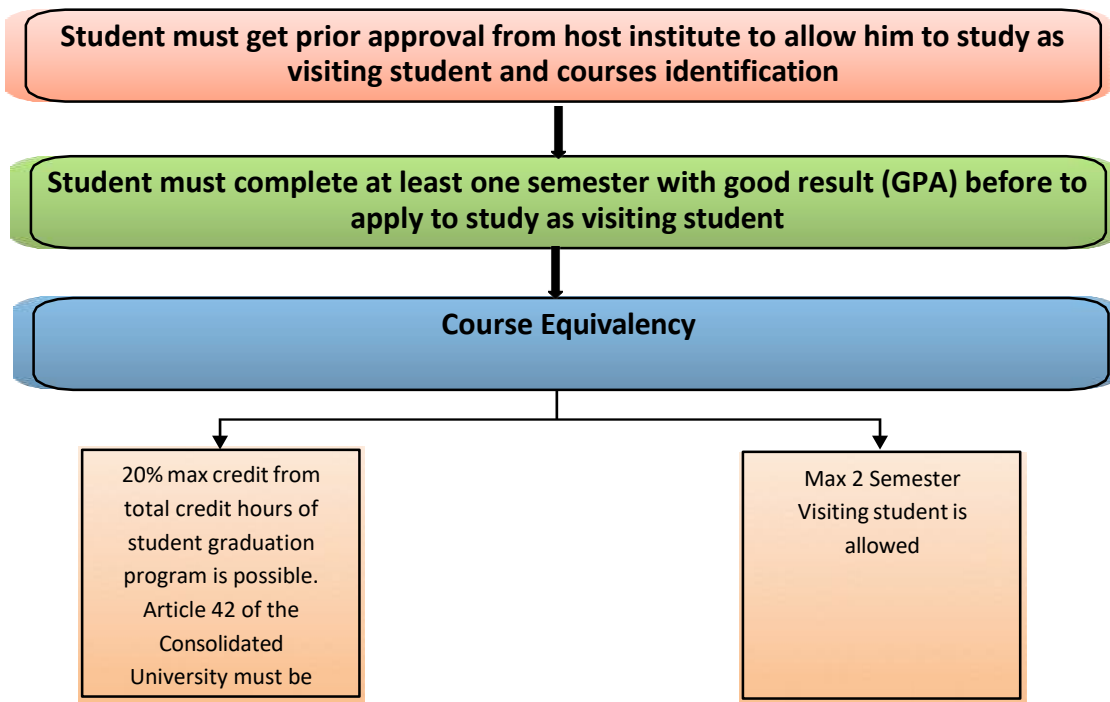 Student must get prior approval from host institute to allow him to study as
visiting student and courses identification
Student must complete at least one semester with good result (GPA) before to
apply to study as visiting student
Course Equivalency
20% max credit from
total credit hours of
student graduation
program is possible.
Article 42 of the
Consolidated
University must be
Max 2 Semester
Visiting student is
allowed